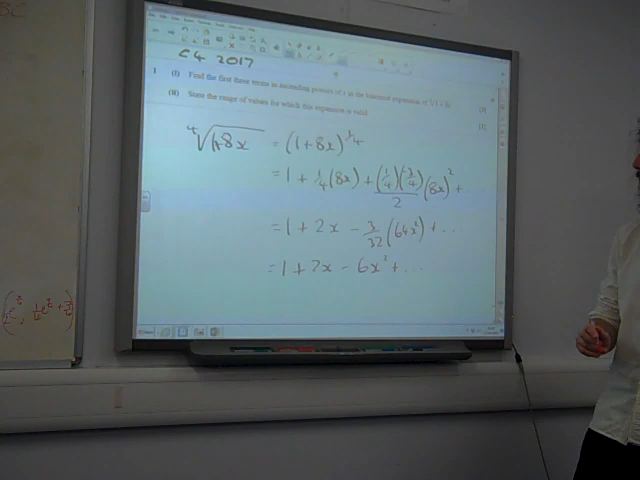 C4 2017
1 (i) Find the first three terms in ascending powers of x in the binomial expansion of ∜(1 + 8x). [3]
(ii) State the range of values for which this expansion is valid. [1]
∜(1+8x) = (1+8x)^¼
= 1 + ¼(8x) + (¼)(-¾)/2 (8x)² + ..
= 1 + 2x − 3/32 (64x²) + ...
= 1 + 2x − 6x² + ...